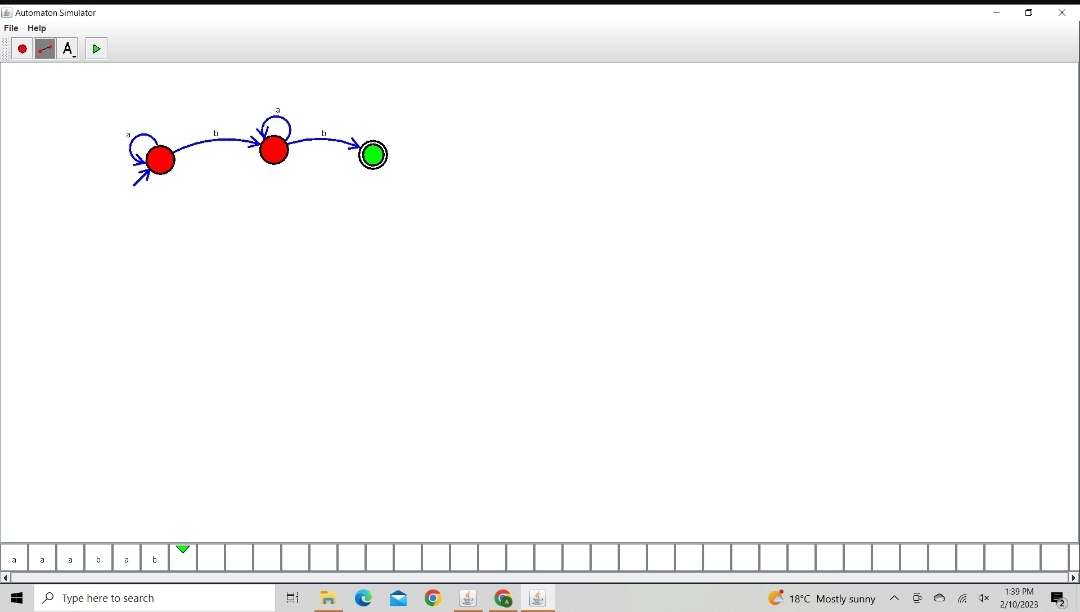 Automaton Simulator
File Help
A
a
a
b
b
a a a b a b
Type here to search
18°C Mostly sunny
1:39 PM
2/10/2023
2